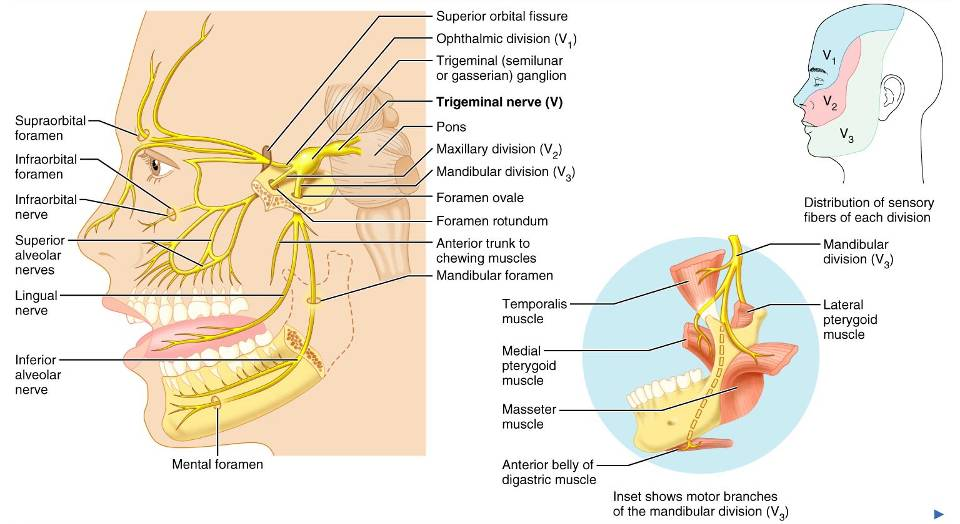 Superior orbital fissure
Ophthalmic division (V1)
Trigeminal (semilunar
or gasserian) ganglion
Trigeminal nerve (V)
Pons
Maxillary division (V2)
Mandibular division (V3)
Foramen ovale
Foramen rotundum
Anterior trunk to
chewing muscles
Mandibular foramen
Supraorbital
foramen
Infraorbital
foramen
Infraorbital
nerve
Superior
alveolar
nerves
Lingual
nerve
Inferior
alveolar
nerve
Mental foramen
V1
V2
V3
Distribution of sensory
fibers of each division
Mandibular
division (V3)
Temporalis
muscle
Lateral
pterygoid
muscle
Medial
pterygoid
muscle
Masseter
muscle
Anterior belly of
digastric muscle
Inset shows motor branches
of the mandibular division (V3)